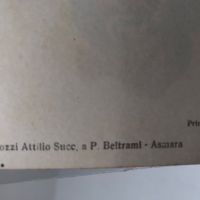 Pri
ozzi Attilio Succ. a P. Beltrami - Asmara